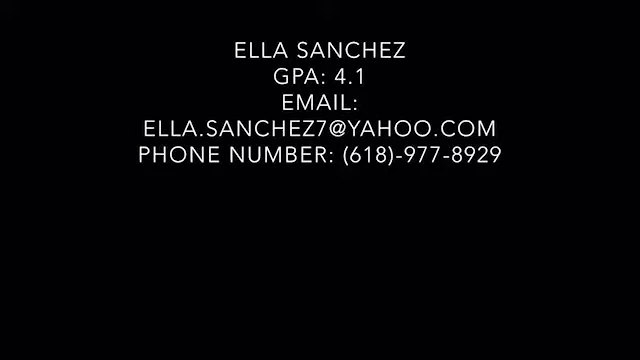 ELLA SANCHEZ
GPA: 4.1
EMAIL:
ELLA.SANCHEZ7@YAHOO.COM
PHONE NUMBER: (618)-977-8929